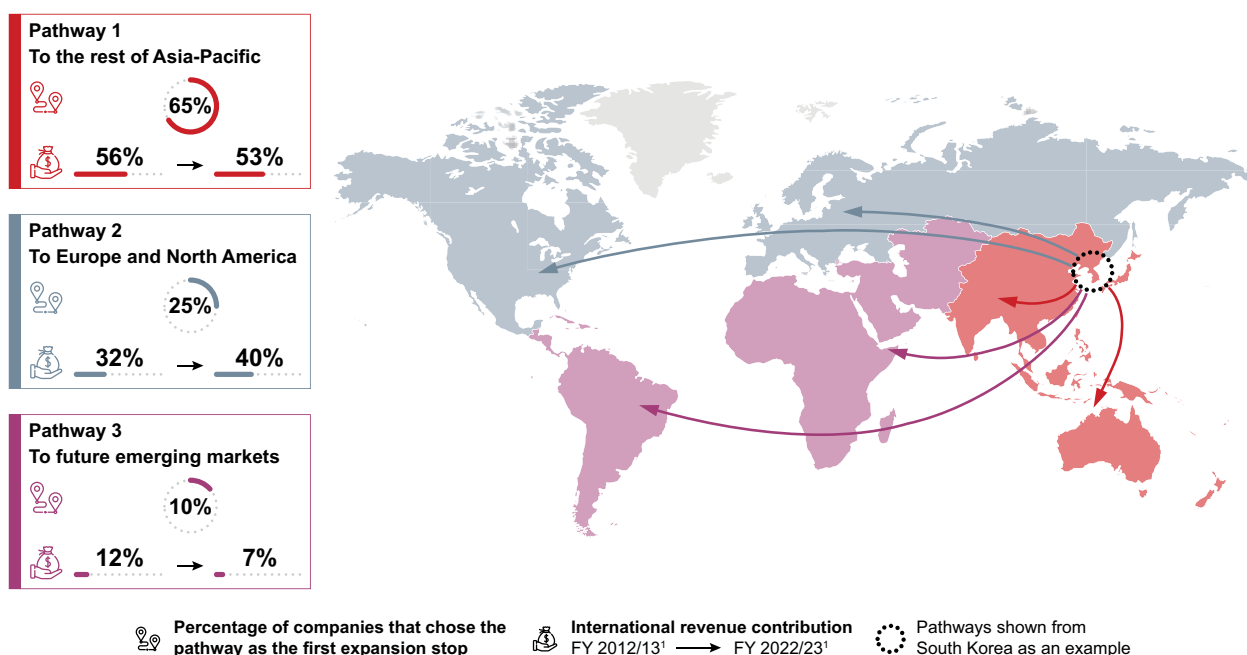 Pathway 1
To the rest of Asia-Pacific
65%
56% → 53%
Pathway 2
To Europe and North America
25%
32% → 40%
Pathway 3
To future emerging markets
10%
12% → 7%
Percentage of companies that chose the
pathway as the first expansion stop
International revenue contribution
FY 2012/13¹ → FY 2022/23¹
Pathways shown from
South Korea as an example